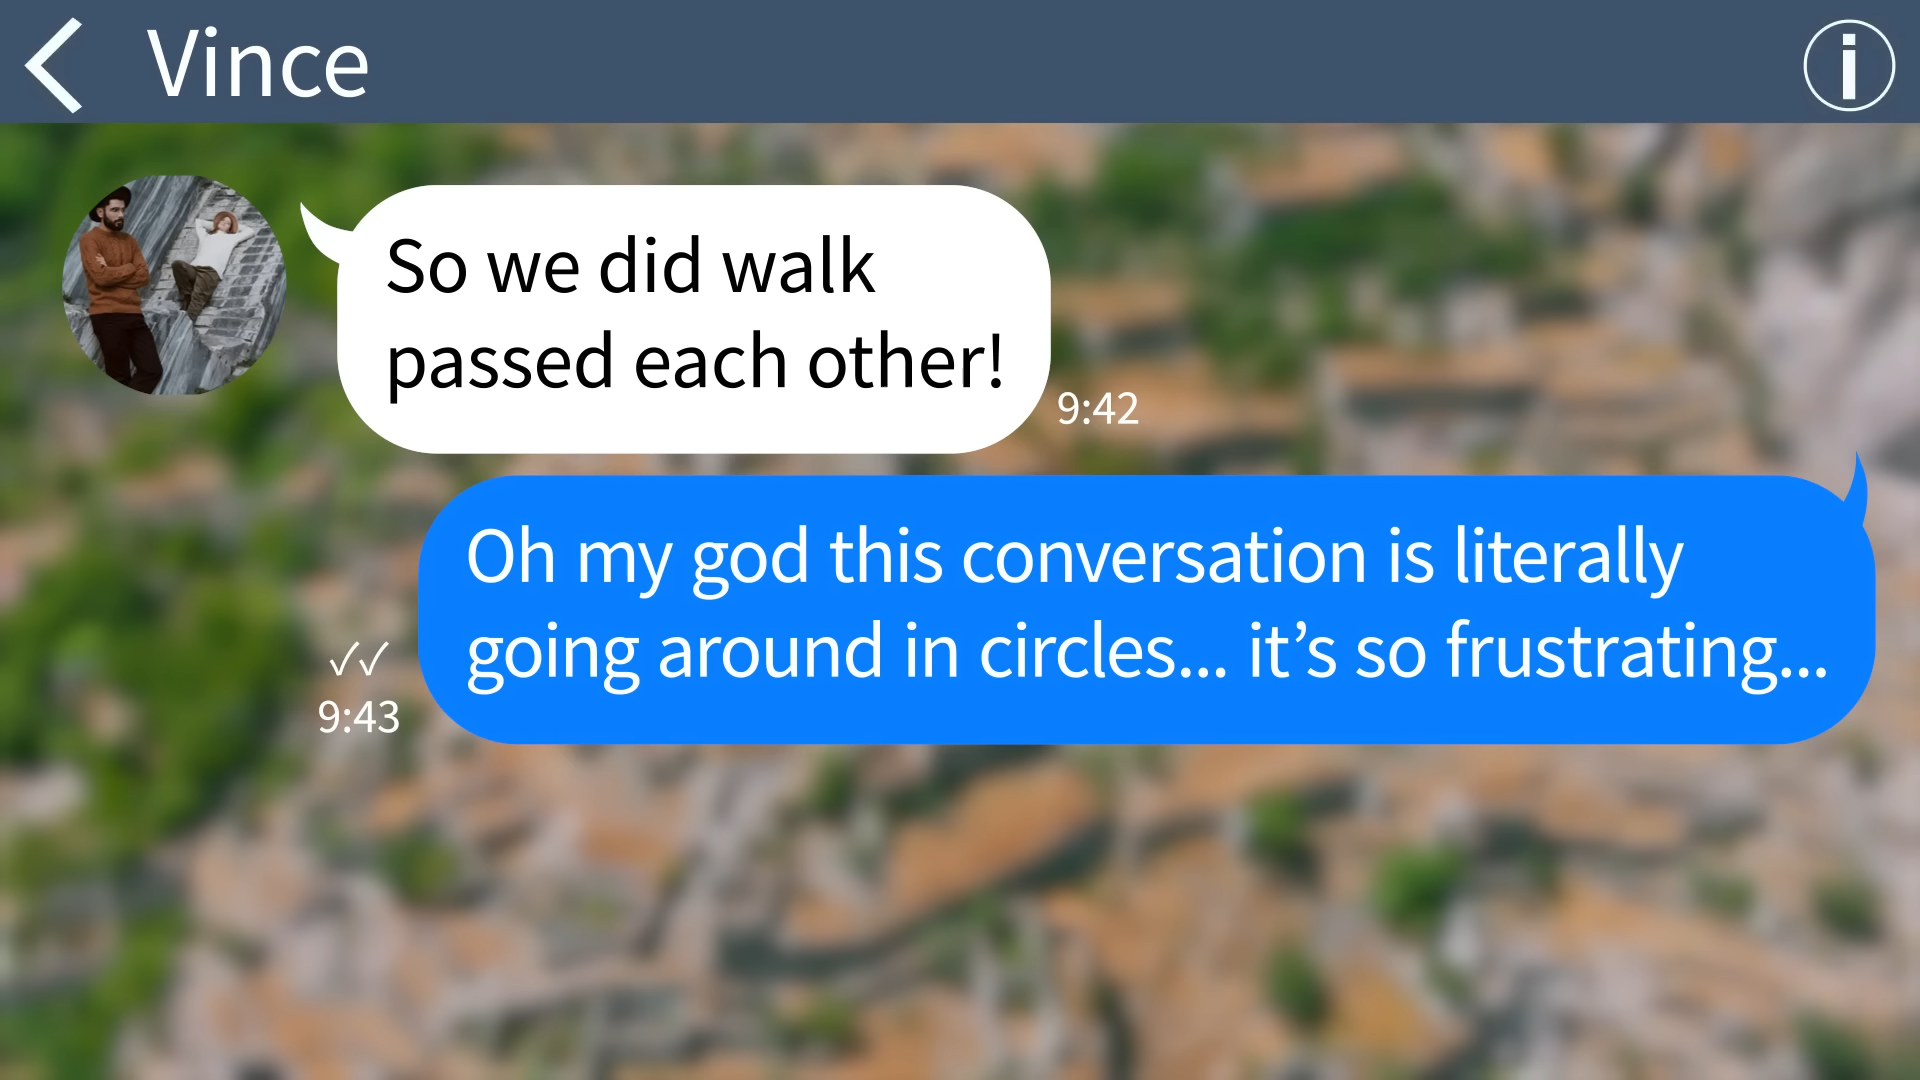 Vince
So we did walk
passed each other!
9:42
Oh my god this conversation is literally
going around in circles... it’s so frustrating...
✓✓
9:43